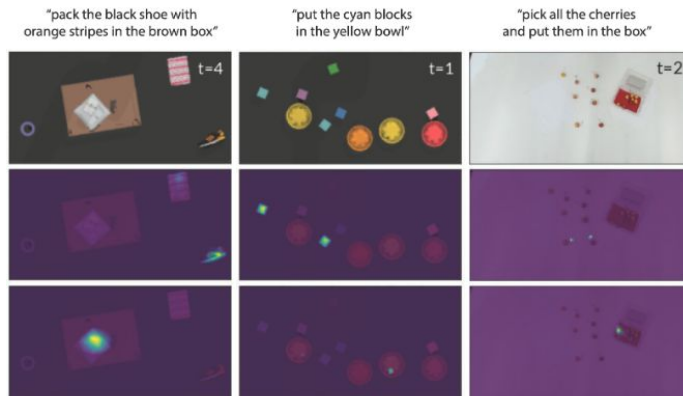 "pack the black shoe with
orange stripes in the brown box"
"put the cyan blocks
in the yellow bowl"
"pick all the cherries
and put them in the box"
t=4
t=1
t=2